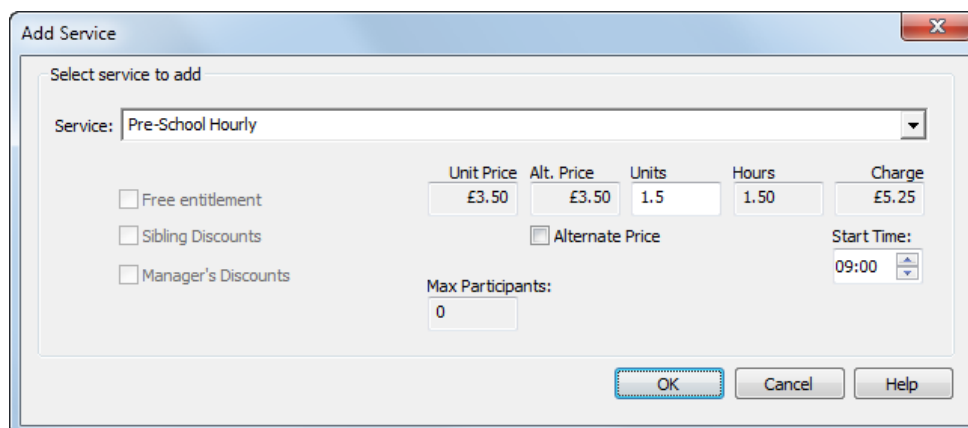 Add Service
Select service to add
Service: Pre-School Hourly
Unit Price Alt. Price Units Hours Charge
Free entitlement £3.50 £3.50 1.5 1.50 £5.25
Sibling Discounts Alternate Price Start Time:
Manager's Discounts 09:00
Max Participants:
0
OK Cancel Help